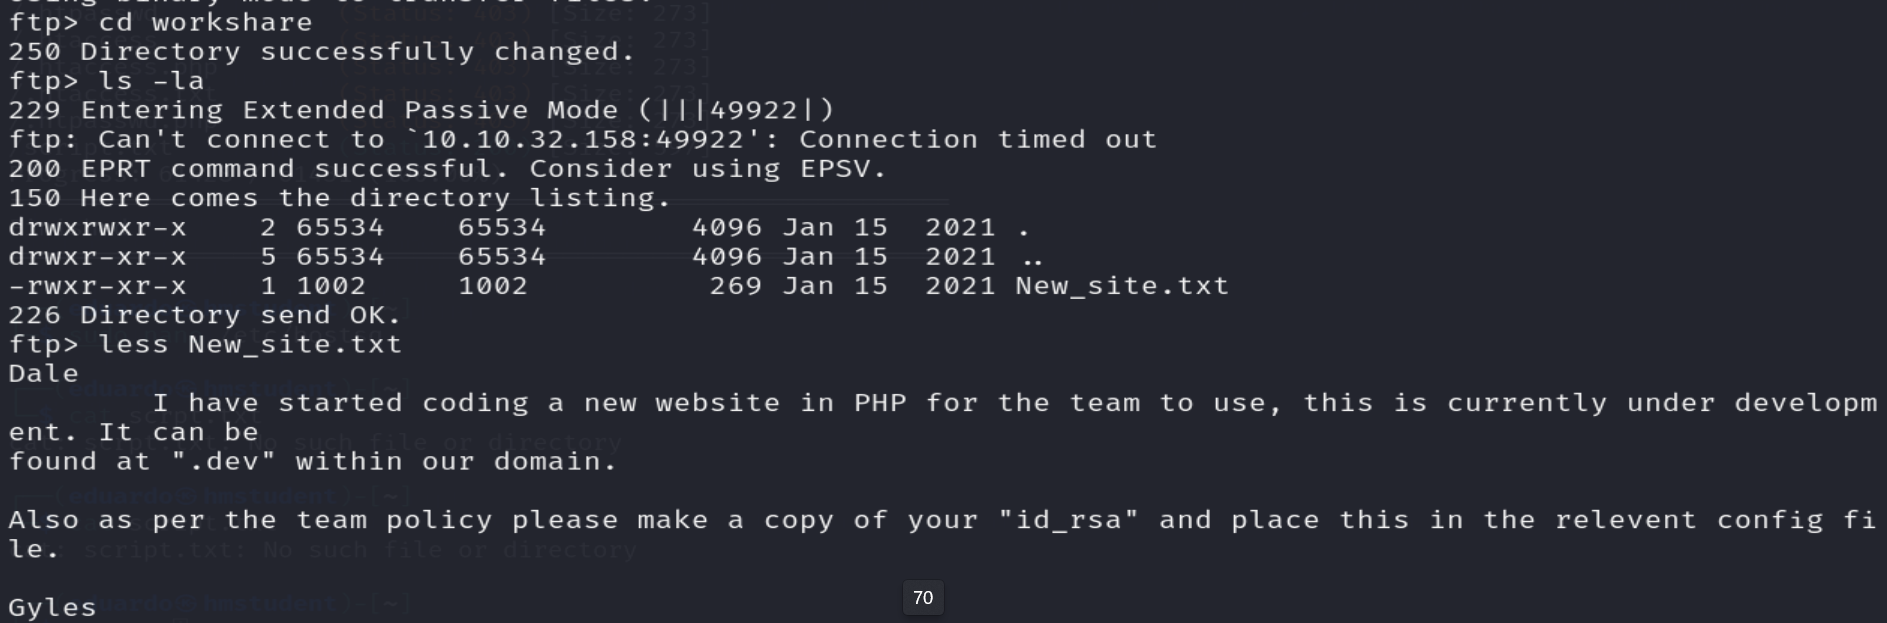 ftp> cd workshare
250 Directory successfully changed.
ftp> ls -la
229 Entering Extended Passive Mode (|||49922|)
ftp: Can't connect to `10.10.32.158:49922': Connection timed out
200 EPRT command successful. Consider using EPSV.
150 Here comes the directory listing.
drwxrwxr-x    2 65534    65534        4096 Jan 15  2021 .
drwxr-xr-x    5 65534    65534        4096 Jan 15  2021 ..
-rwxr-xr-x    1 1002     1002          269 Jan 15  2021 New_site.txt
226 Directory send OK.
ftp> less New_site.txt
Dale
        I have started coding a new website in PHP for the team to use, this is currently under developm
ent. It can be
found at ".dev" within our domain.

Also as per the team policy please make a copy of your "id_rsa" and place this in the relevent config fi
le.

Gyles
70